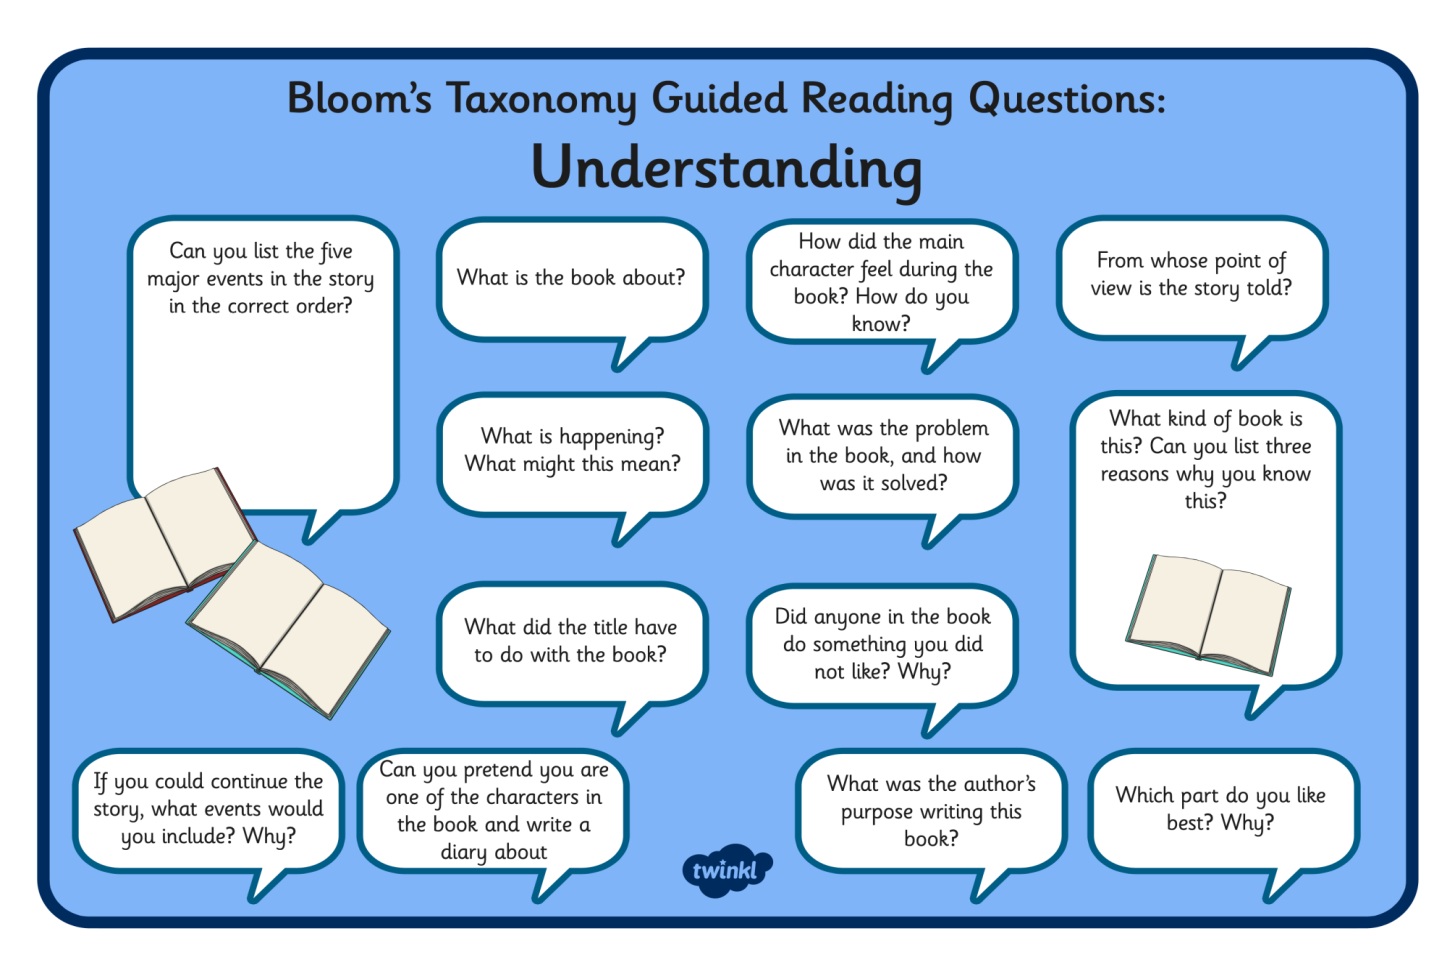 Bloom's Taxonomy Guided Reading Questions:
Understanding
Can you list the five
major events in the story
in the correct order?
What is the book about?
How did the main
character feel during the
book? How do you
know?
From whose point of
view is the story told?
What is happening?
What might this mean?
What was the problem
in the book, and how
was it solved?
What kind of book is
this? Can you list three
reasons why you know
this?
What did the title have
to do with the book?
Did anyone in the book
do something you did
not like? Why?
If you could continue the
story, what events would
you include? Why?
Can you pretend you are
one of the characters in
the book and write a
diary about
What was the author's
purpose writing this
book?
Which part do you like
best? Why?
twinkl